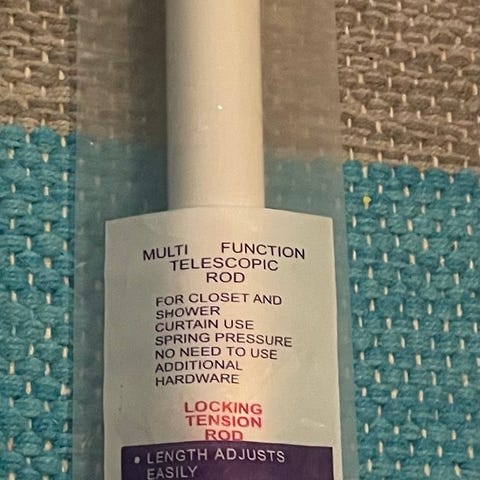 MULTI FUNCTION
TELESCOPIC
ROD
FOR CLOSET AND
SHOWER
CURTAIN USE
SPRING PRESSURE
NO NEED TO USE
ADDITIONAL
HARDWARE
LOCKING
TENSION
ROD
• LENGTH ADJUSTS
EASILY